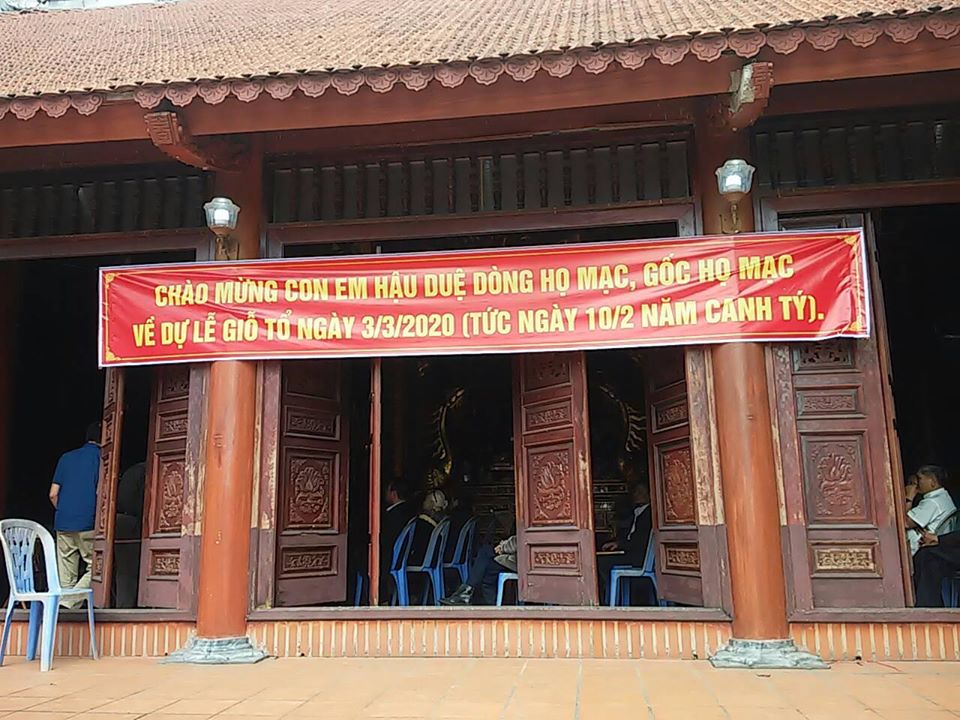 CHÀO MỪNG CON EM HẬU DUỆ DÒNG HỌ MẠC, GỐC HỌ MẠC
VỀ DỰ LỄ GIỖ TỔ NGÀY 3/3/2020 (TỨC NGÀY 10/2 NĂM CANH TÝ).